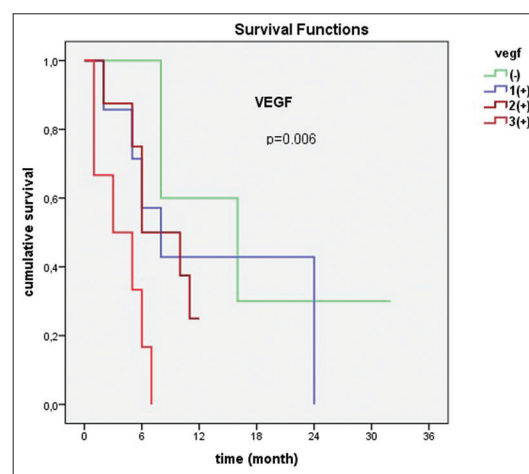 Survival Functions
vegf
(-)
1(+)
2(+)
3(+)
VEGF
p=0.006
cumulative survival
1,0
0,8
0,6
0,4
0,2
0,0
0 6 12 18 24 30 36
time (month)